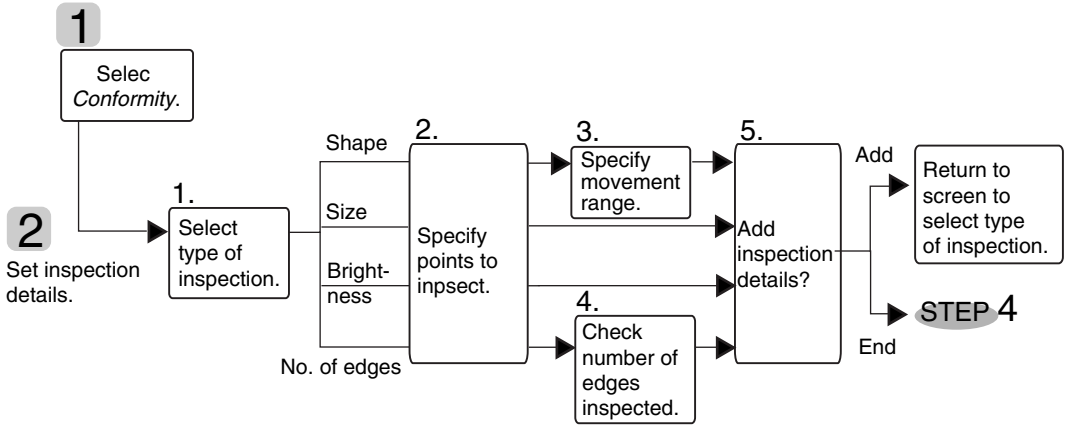 1
Selec
Conformity.
2
Set inspection
details.
1.
Select
type of
inspection.
Shape
Size
Bright-
ness
No. of edges
2.
Specify
points to
inpsect.
3.
Specify
movement
range.
4.
Check
number of
edges
inspected.
5.
Add
inspection
details?
Add
Return to
screen to
select type
of inspection.
STEP 4
End